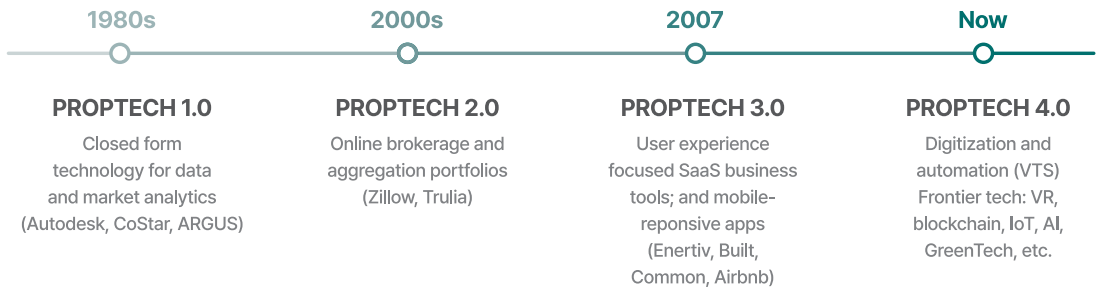 1980s
2000s
2007
Now
PROPTECH 1.0
Closed form
technology for data
and market analytics
(Autodesk, CoStar, ARGUS)
PROPTECH 2.0
Online brokerage and
aggregation portfolios
(Zillow, Trulia)
PROPTECH 3.0
User experience
focused SaaS business
tools; and mobile-
reponsive apps
(Enertiv, Built,
Common, Airbnb)
PROPTECH 4.0
Digitization and
automation (VTS)
Frontier tech: VR,
blockchain, IoT, AI,
GreenTech, etc.